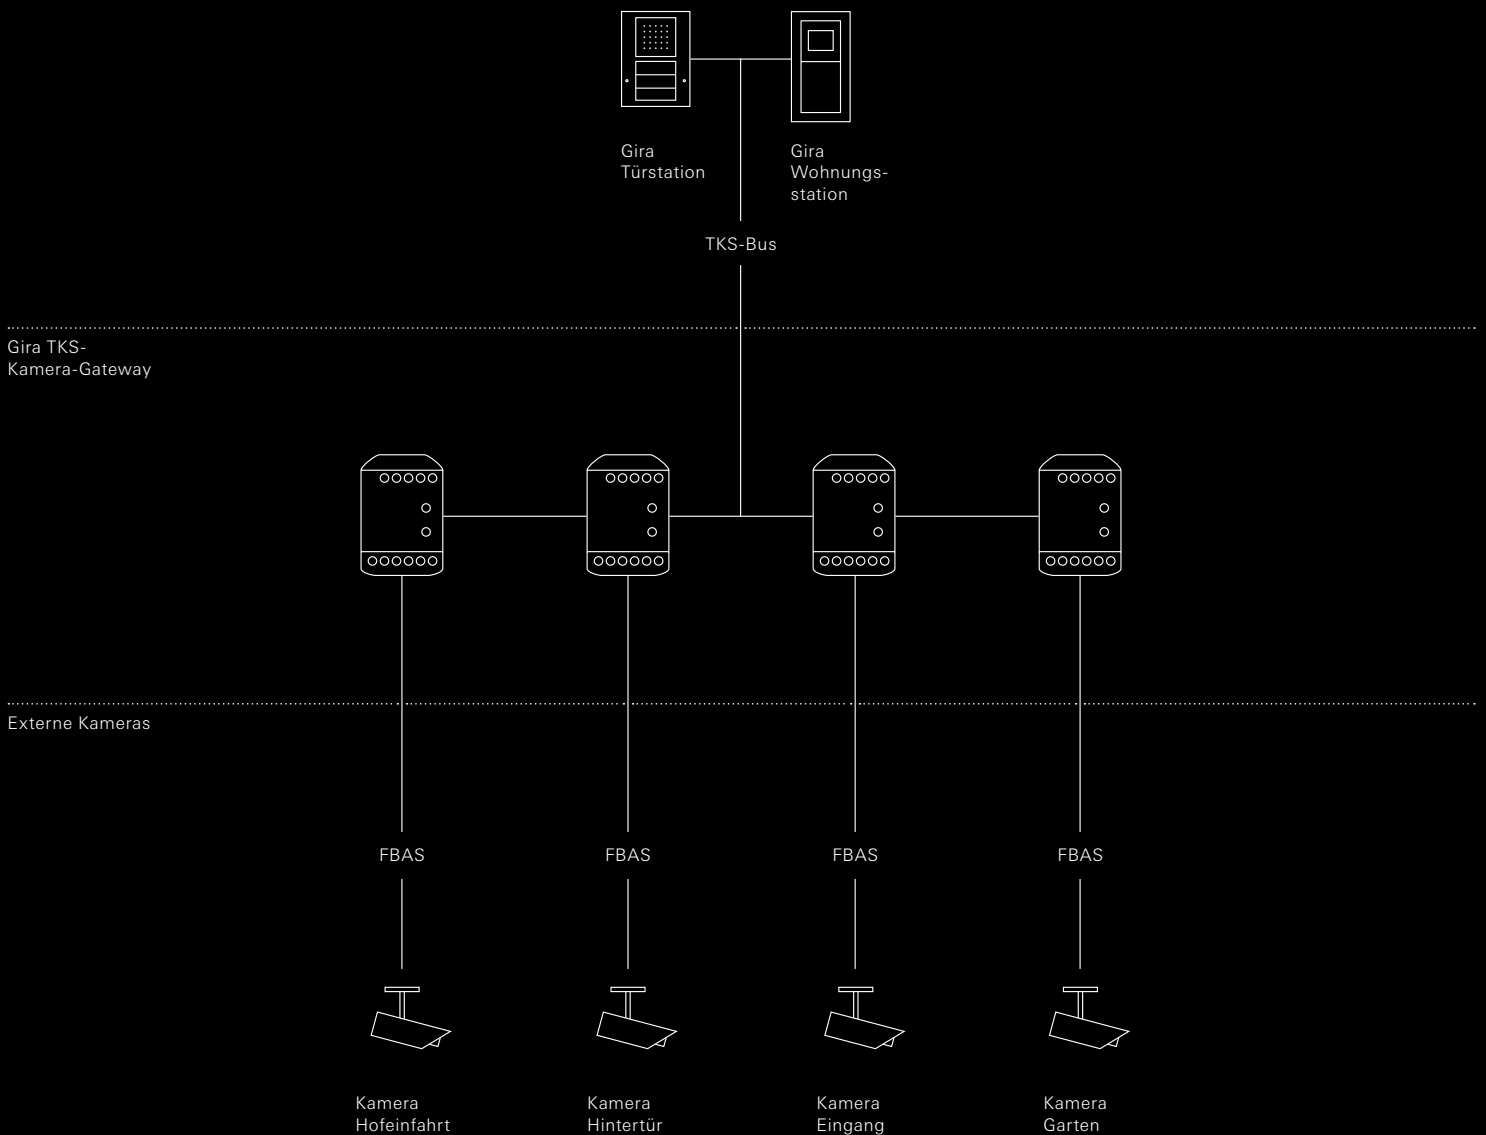 Gira
Türstation
Gira
Wohnungs-
station
TKS-Bus
Gira TKS-
Kamera-Gateway
Externe Kameras
FBAS
FBAS
FBAS
FBAS
Kamera
Hofeinfahrt
Kamera
Hintertür
Kamera
Eingang
Kamera
Garten